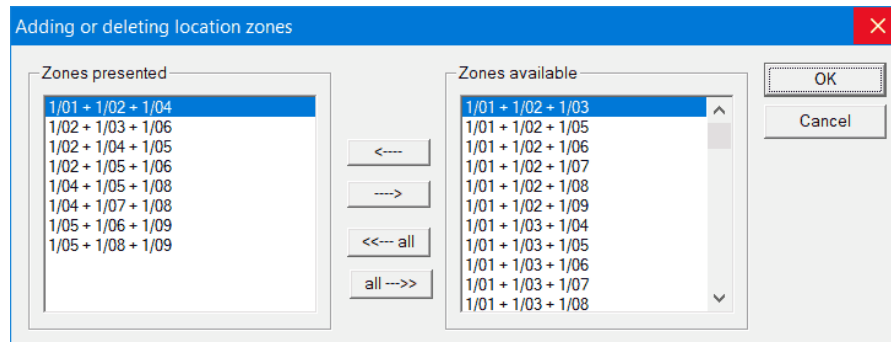 Adding or deleting location zones
Zones presented
1/01 + 1/02 + 1/04
1/02 + 1/03 + 1/06
1/02 + 1/04 + 1/05
1/02 + 1/05 + 1/06
1/04 + 1/05 + 1/08
1/04 + 1/07 + 1/08
1/05 + 1/06 + 1/09
1/05 + 1/08 + 1/09
<----
---->
<<--- all
all --->>
Zones available
1/01 + 1/02 + 1/03
1/01 + 1/02 + 1/05
1/01 + 1/02 + 1/06
1/01 + 1/02 + 1/07
1/01 + 1/02 + 1/08
1/01 + 1/02 + 1/09
1/01 + 1/03 + 1/04
1/01 + 1/03 + 1/05
1/01 + 1/03 + 1/06
1/01 + 1/03 + 1/07
1/01 + 1/03 + 1/08
OK
Cancel